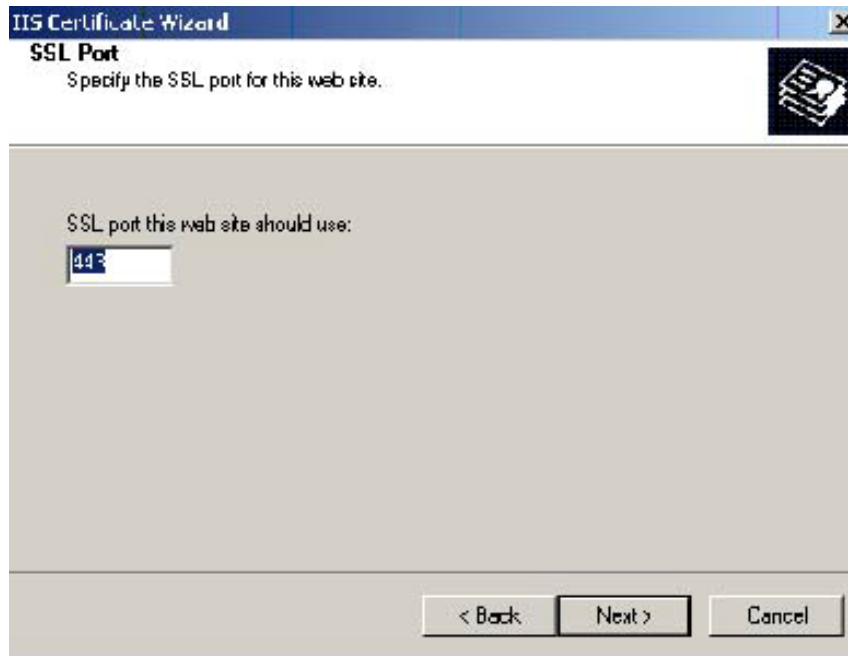 IIS Certificate Wizard
SSL Port
Specify the SSL port for this web site.
SSL port this web site should use:
443
< Back
Next >
Cancel